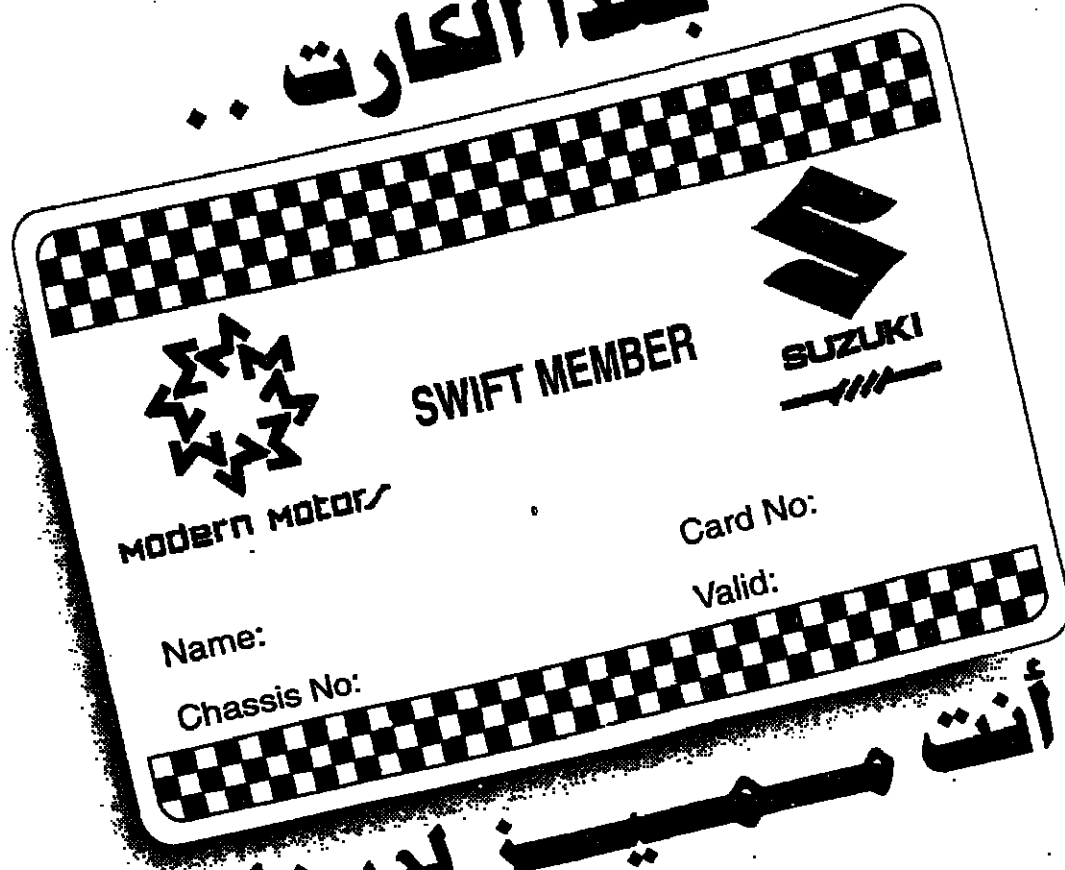 بهذا الكارت ..
SUZUKI
SWIFT MEMBER
Modern Motors
Card No:
Valid:
Name:
Chassis No:
أنت مميز